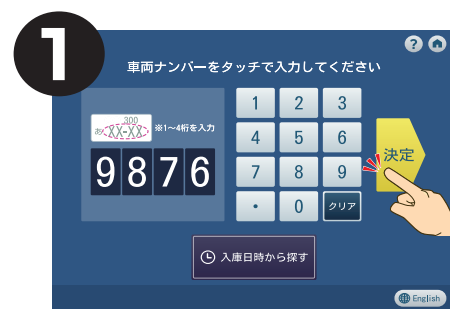 1
? 
車両ナンバーをタッチで入力してください
300
あ XX-XX
※1〜4桁を入力
9876
1 2 3
4 5 6
7 8 9
・ 0 クリア
決定
入庫日時から探す
English